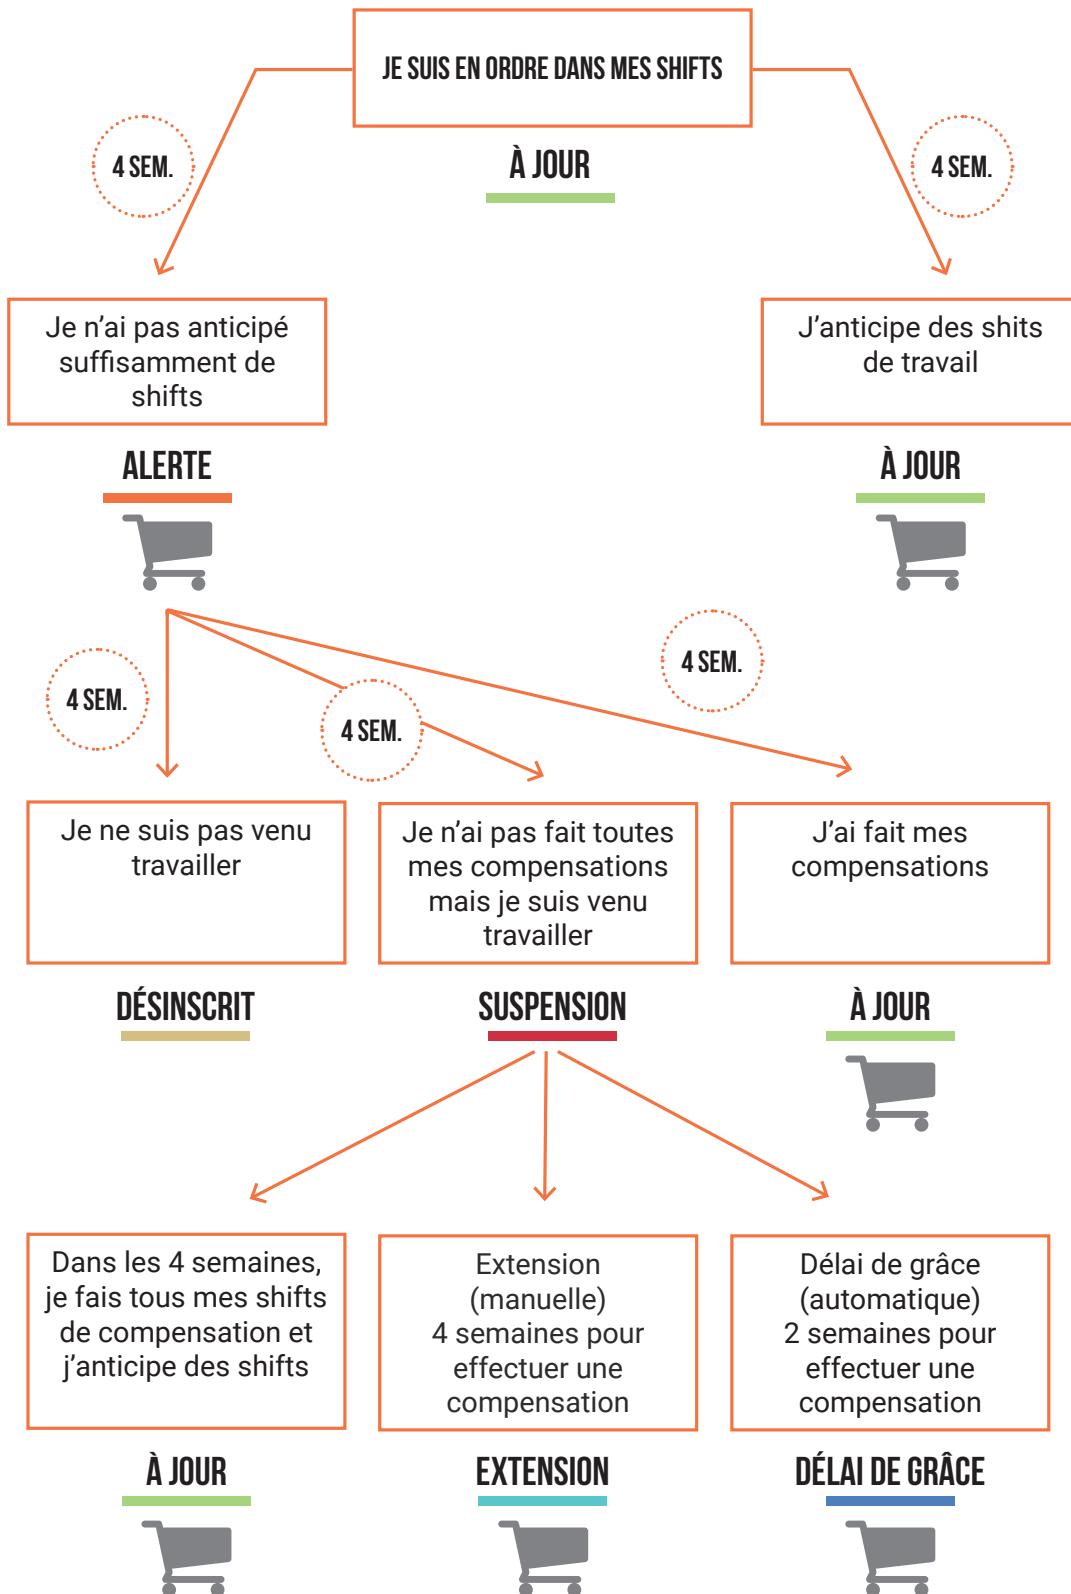 JE SUIS EN ORDRE DANS MES SHIFTS
À JOUR
4 SEM.
4 SEM.
Je n’ai pas anticipé
suffisamment de
shifts
ALERTE
J’anticipe des shits
de travail
À JOUR
4 SEM.
4 SEM.
4 SEM.
Je ne suis pas venu
travailler
DÉSINSCRIT
Je n’ai pas fait toutes
mes compensations
mais je suis venu
travailler
SUSPENSION
J’ai fait mes
compensations
À JOUR
Dans les 4 semaines,
je fais tous mes shifts
de compensation et
j’anticipe des shifts
À JOUR
Extension
(manuelle)
4 semaines pour
effectuer une
compensation
EXTENSION
Délai de grâce
(automatique)
2 semaines pour
effectuer une
compensation
DÉLAI DE GRÂCE